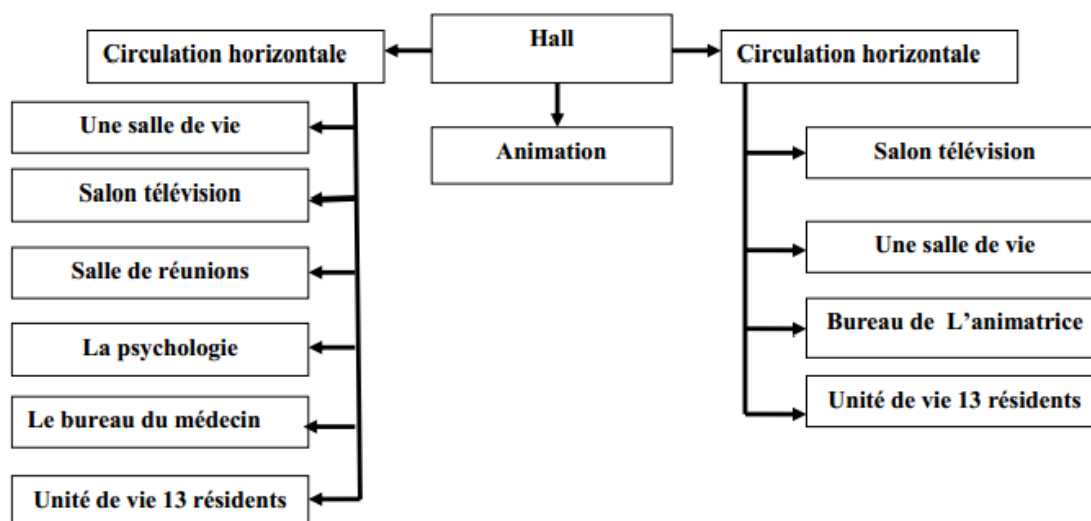 Hall
Circulation horizontale
Circulation horizontale
Animation
Une salle de vie
Salon télévision
Salle de réunions
La psychologie
Le bureau du médecin
Unité de vie 13 résidents
Salon télévision
Une salle de vie
Bureau de L’animatrice
Unité de vie 13 résidents